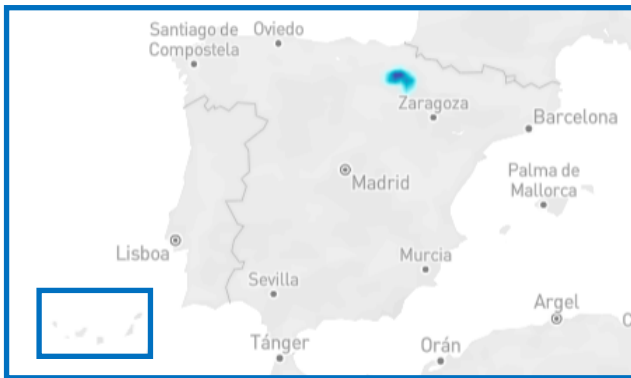 Santiago de
Compostela
Oviedo
Zaragoza
Barcelona
Madrid
Palma de
Mallorca
Lisboa
Murcia
Sevilla
Argel
Tánger
Orán